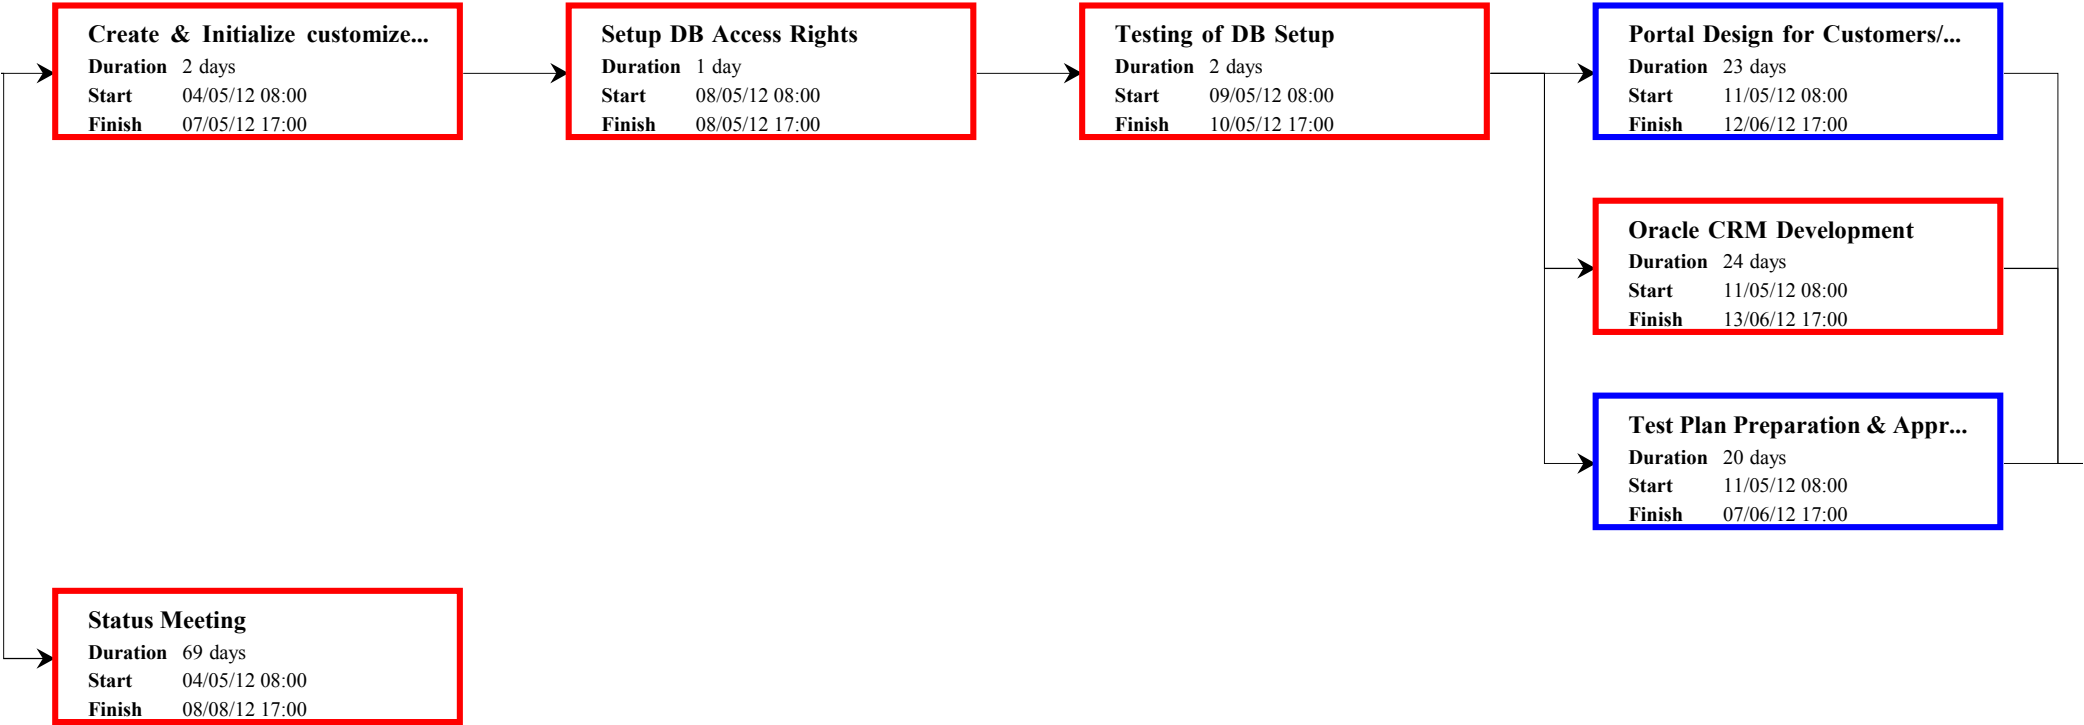 Create & Initialize customize...
Duration 2 days
Start 04/05/12 08:00
Finish 07/05/12 17:00
Setup DB Access Rights
Duration 1 day
Start 08/05/12 08:00
Finish 08/05/12 17:00
Testing of DB Setup
Duration 2 days
Start 09/05/12 08:00
Finish 10/05/12 17:00
Portal Design for Customers/...
Duration 23 days
Start 11/05/12 08:00
Finish 12/06/12 17:00
Oracle CRM Development
Duration 24 days
Start 11/05/12 08:00
Finish 13/06/12 17:00
Test Plan Preparation & Appr...
Duration 20 days
Start 11/05/12 08:00
Finish 07/06/12 17:00
Status Meeting
Duration 69 days
Start 04/05/12 08:00
Finish 08/08/12 17:00